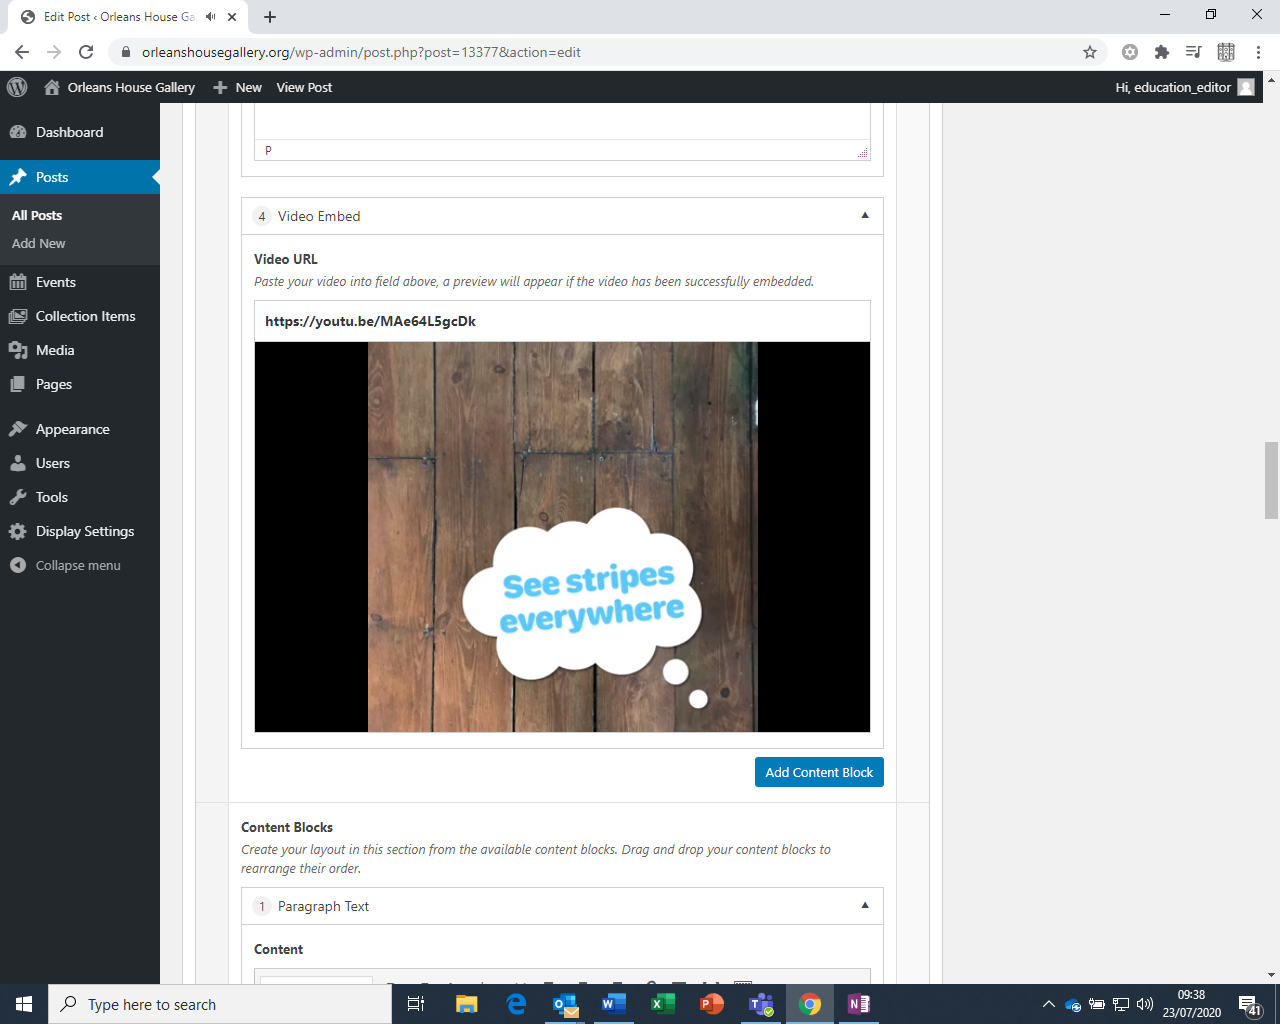 Edit Post ‹ Orleans House Ga
orleanshousegallery.org/wp-admin/post.php?post=13377&action=edit
Orleans House Gallery
New
View Post
Hi, education_editor
Dashboard
Posts
All Posts
Add New
Events
Collection Items
Media
Pages
Appearance
Users
Tools
Display Settings
Collapse menu
P
4 Video Embed
Video URL
Paste your video into field above, a preview will appear if the video has been successfully embedded.
https://youtu.be/MAe64L5gcDk
See stripes
everywhere
Add Content Block
Content Blocks
Create your layout in this section from the available content blocks. Drag and drop your content blocks to
rearrange their order.
1 Paragraph Text
Content
Type here to search
09:38
23/07/2020
41